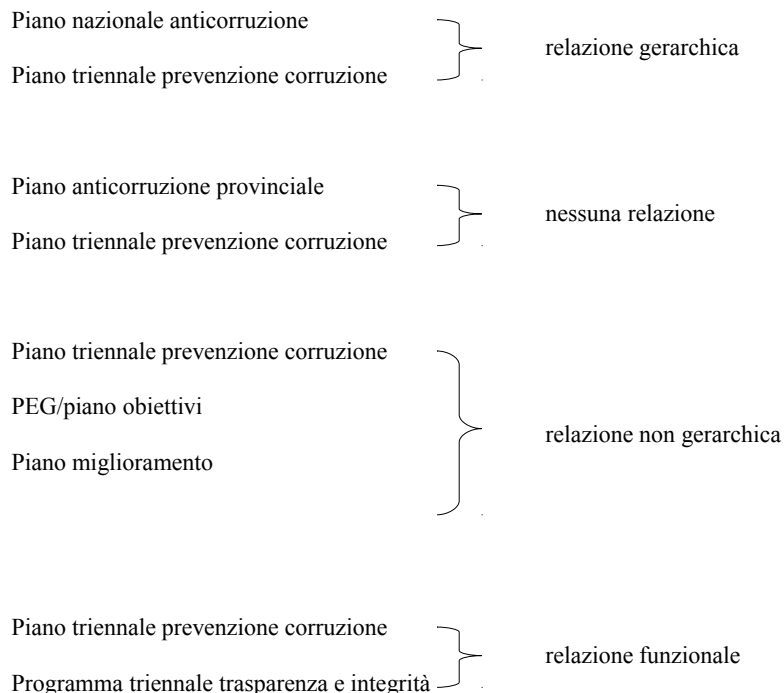 Piano nazionale anticorruzione
relazione gerarchica
Piano triennale prevenzione corruzione
Piano anticorruzione provinciale
nessuna relazione
Piano triennale prevenzione corruzione
Piano triennale prevenzione corruzione
PEG/piano obiettivi
relazione non gerarchica
Piano miglioramento
Piano triennale prevenzione corruzione
relazione funzionale
Programma triennale trasparenza e integrità